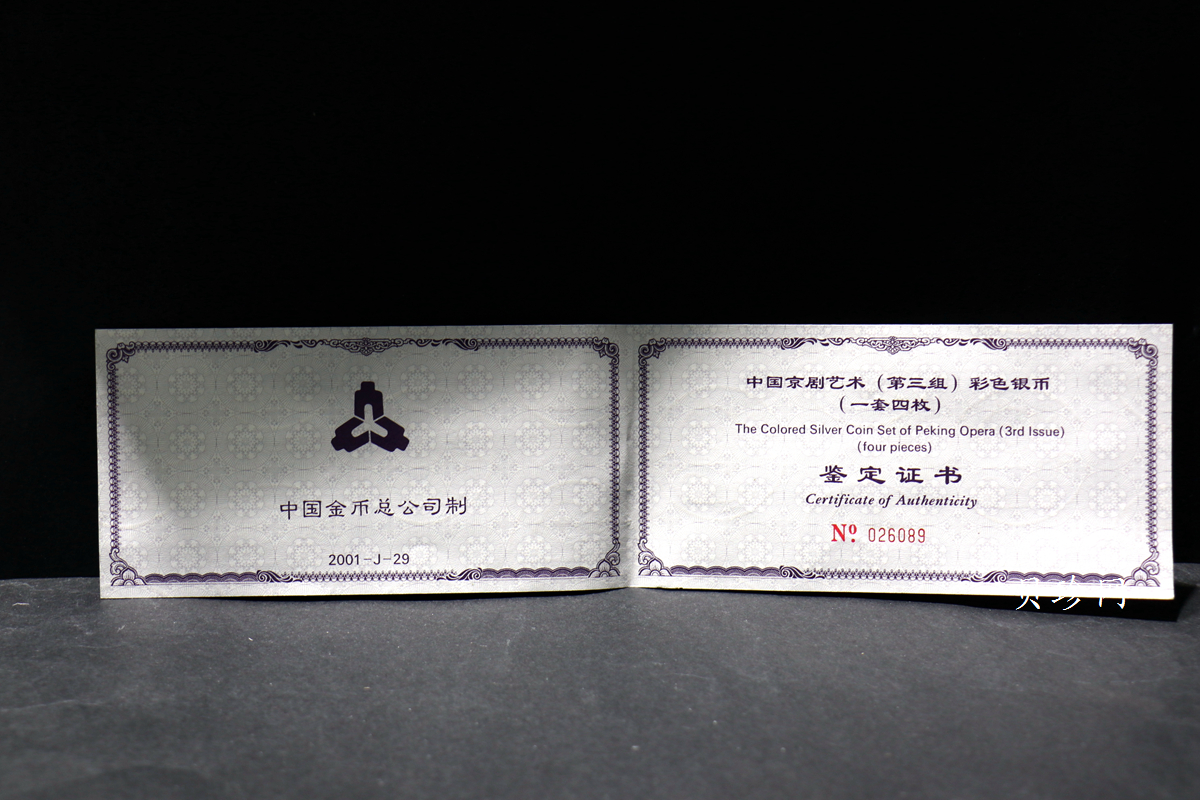 中国金币总公司制
2001-J-29
中国京剧艺术（第三组）彩色银币
（一套四枚）
The Colored Silver Coin Set of Peking Opera (3rd Issue)
(four pieces)
鉴定证书
Certificate of Authenticity
Nº 026089